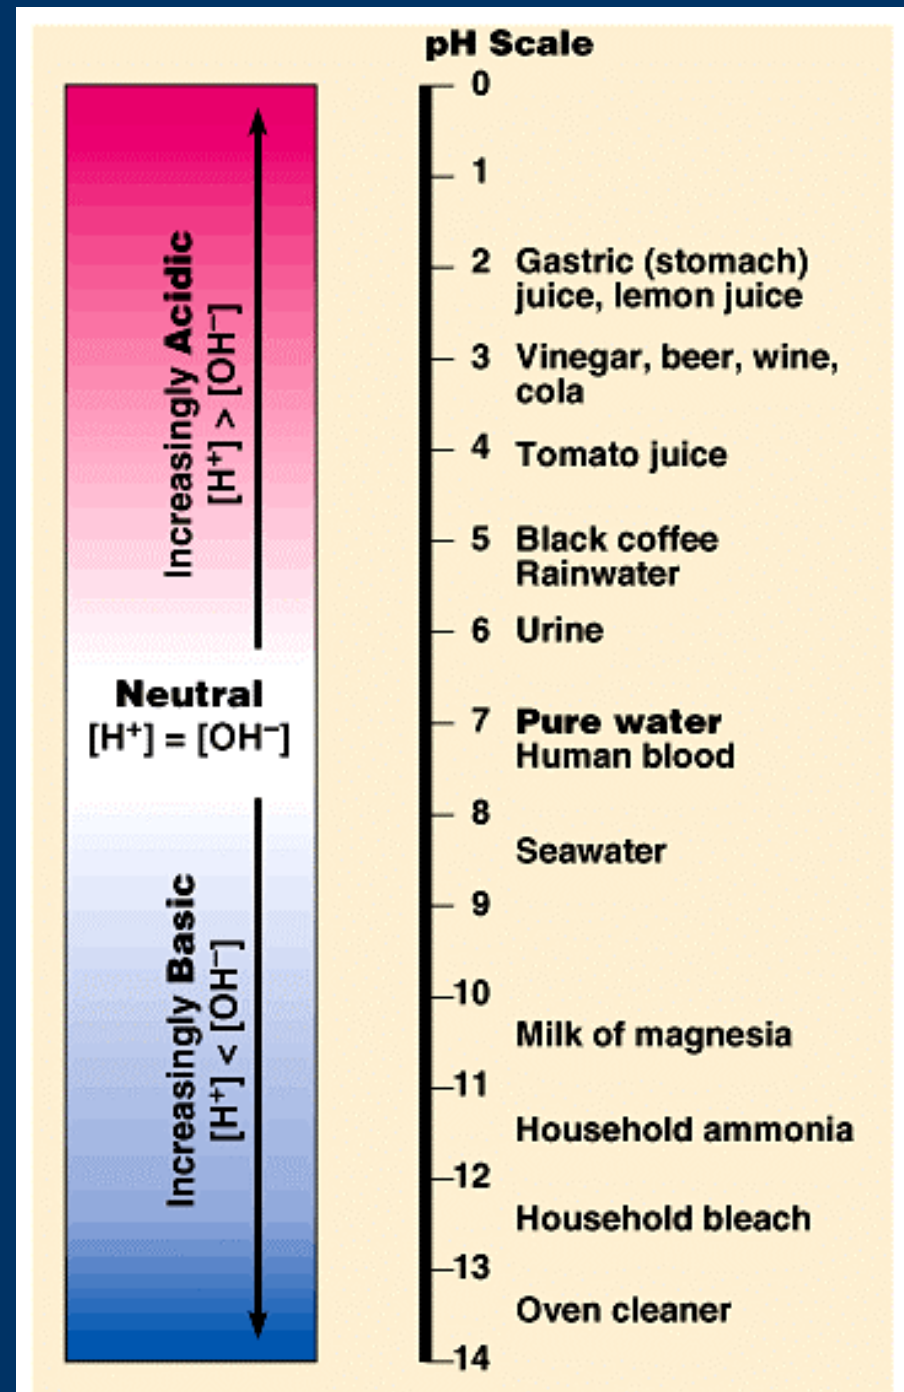 pH Scale
0
1
2 Gastric (stomach)
juice, lemon juice
3 Vinegar, beer, wine,
cola
4 Tomato juice
5 Black coffee
Rainwater
6 Urine
7 Pure water
Human blood
8
Seawater
9
10
Milk of magnesia
11
Household ammonia
12
Household bleach
13
Oven cleaner
14
Increasingly Acidic
[H⁺] > [OH⁻]
Neutral
[H⁺] = [OH⁻]
Increasingly Basic
[H⁺] < [OH⁻]